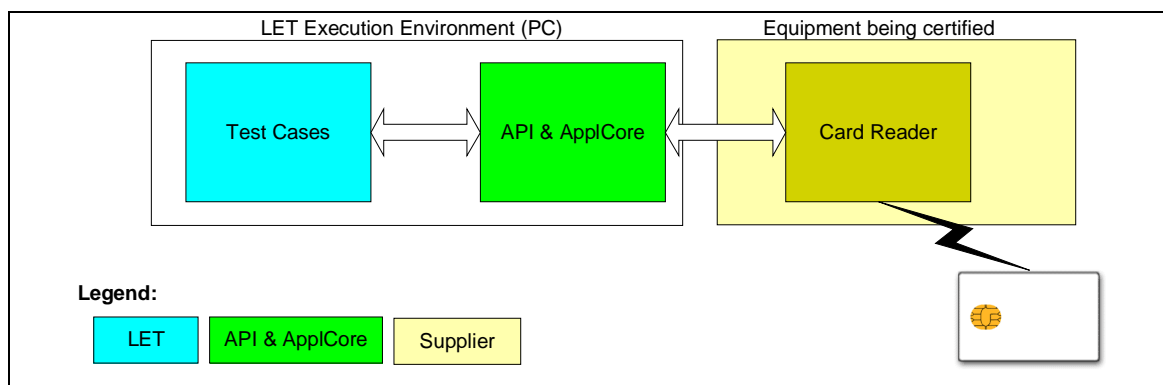 LET Execution Environment (PC)
Equipment being certified
Test Cases
API & ApplCore
Card Reader
Legend:
LET
API & ApplCore
Supplier